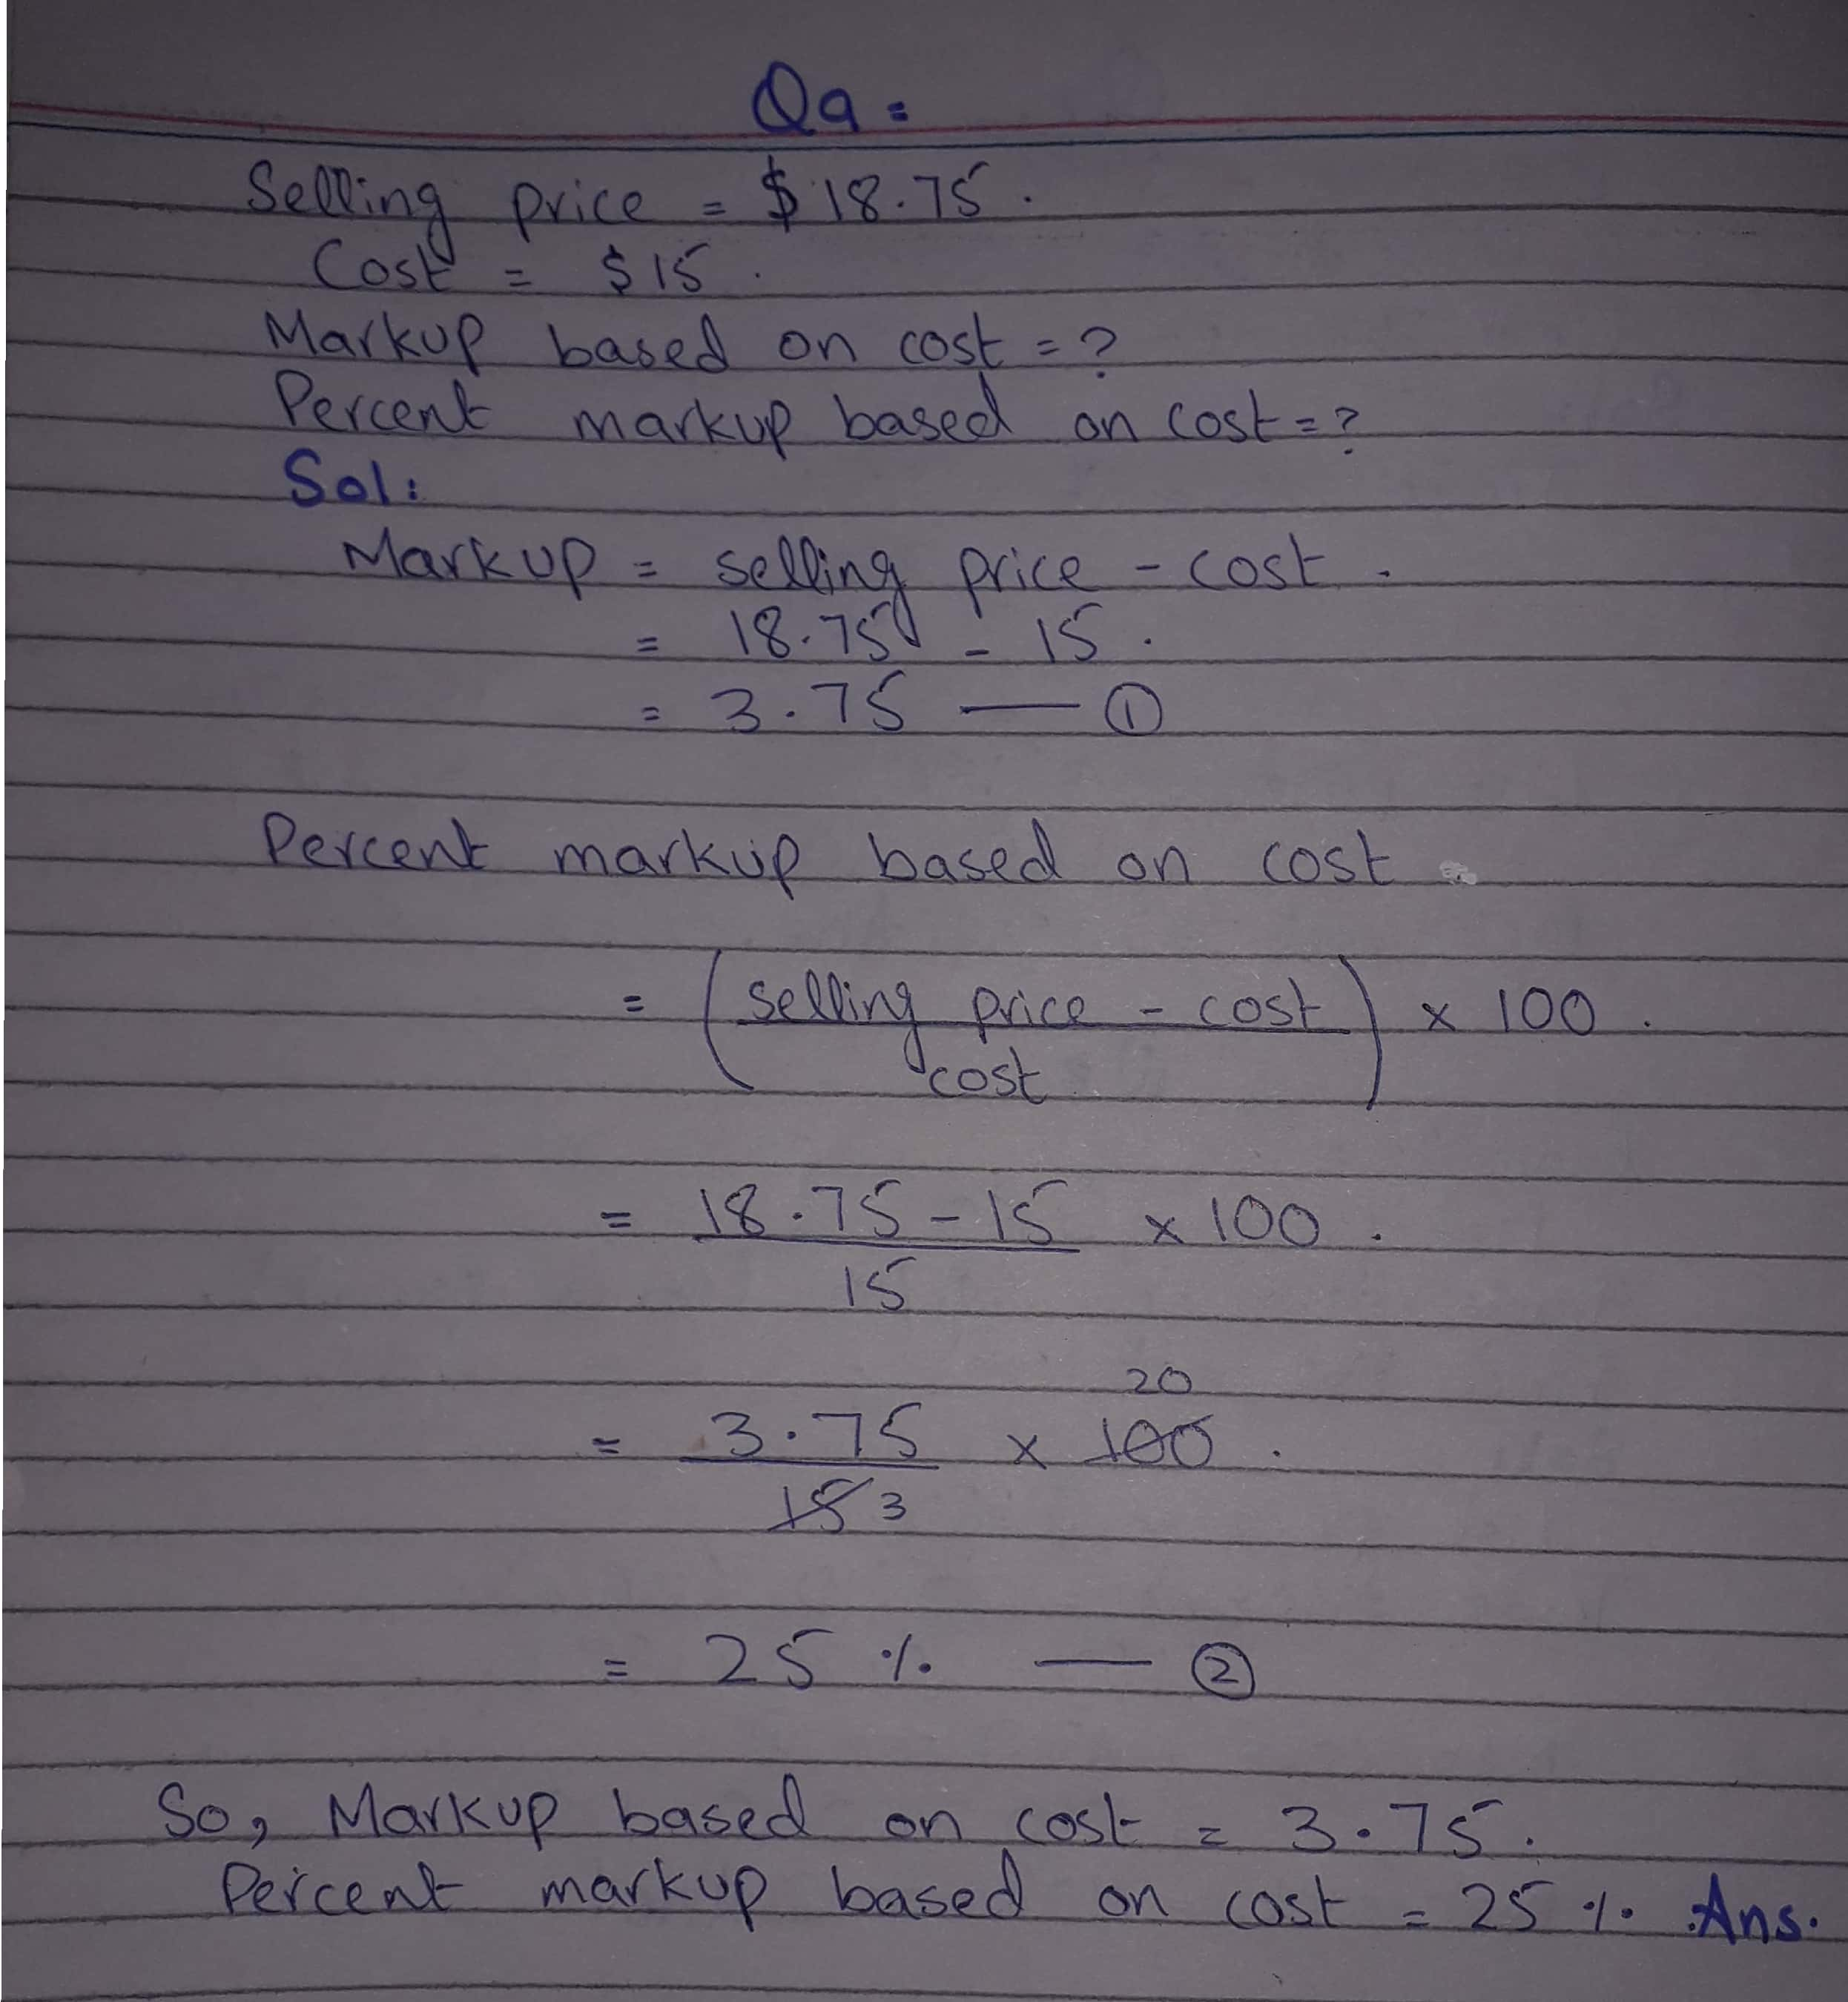 Q9=
Selling price = $18.75.
Cost = $15.
Markup based on cost=?
Percent markup based on cost=?
Sol:
Markup = selling price - cost.
= 18.75 - 15.
= 3.75 — ①
Percent markup based on cost
= (selling price - cost) x 100.
cost
= 18.75-15 x 100.
15
20
= 3.75 x 100.
15 3
= 25 % — ②
So, Markup based on cost = 3.75.
Percent markup based on cost = 25 % Ans.